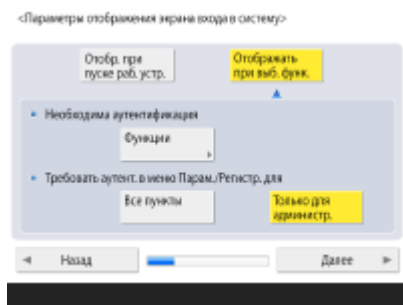 <Параметры отображения экрана входа в систему>
Отобр. при
пуске раб. устр.
Отображать
при выб. функ.
Необходима аутентификация
Функции
Требовать аутент. в меню Парам./Регистр. для
Все пункты
Только для
администр.
Назад
Далее